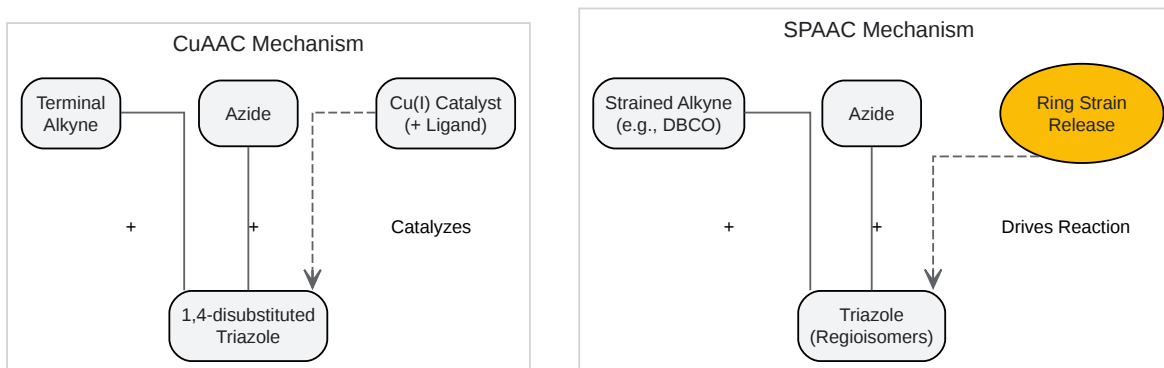 CuAAC Mechanism
Terminal
Alkyne
Azide
Cu(I) Catalyst
(+ Ligand)
+
+
Catalyzes
1,4-disubstituted
Triazole
SPAAC Mechanism
Strained Alkyne
(e.g., DBCO)
Azide
Ring Strain
Release
+
+
Drives Reaction
Triazole
(Regioisomers)